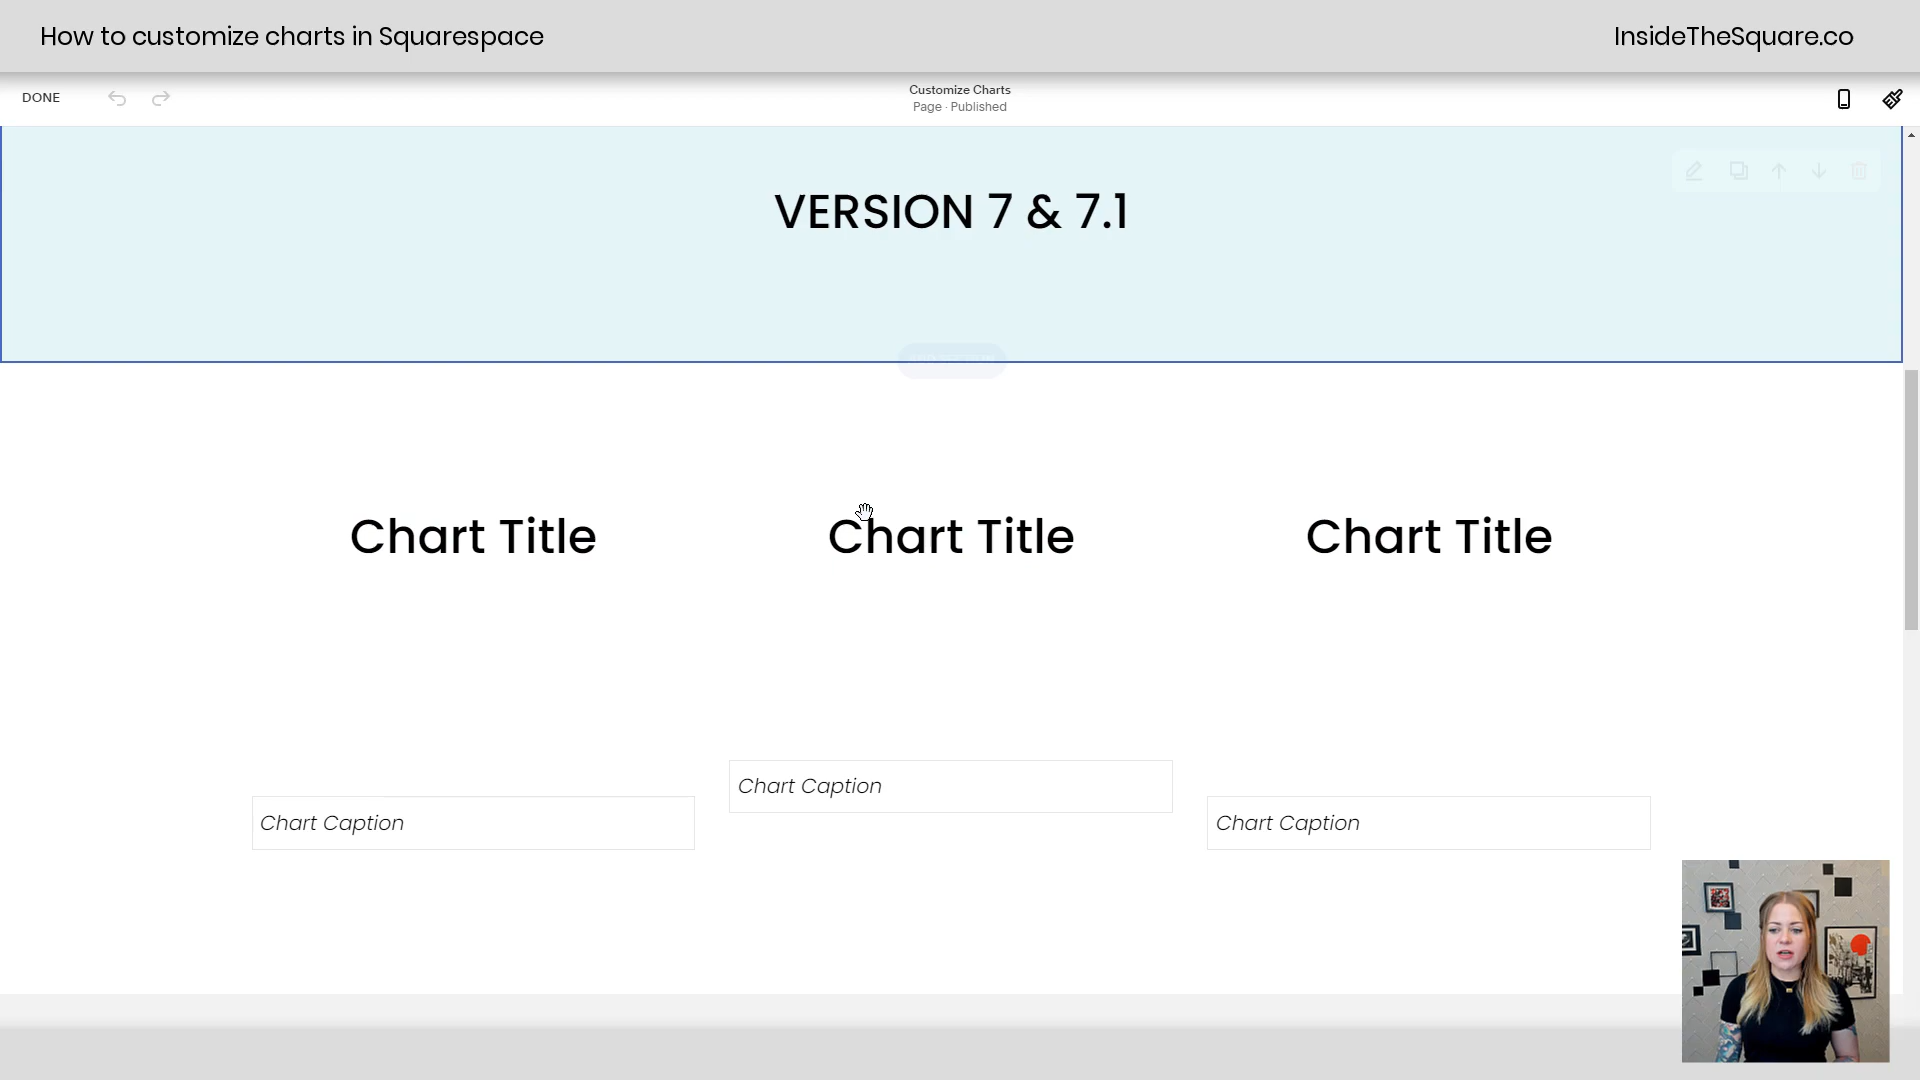 How to customize charts in Squarespace
InsideTheSquare.co
DONE
Customize Charts
Page · Published
VERSION 7 & 7.1
Chart Title
Chart Title
Chart Title
Chart Caption
Chart Caption
Chart Caption